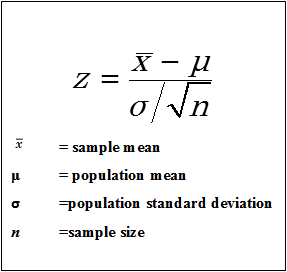 z = (x̄ − μ) / (σ/√n)
x̄ = sample mean
μ = population mean
σ =population standard deviation
n =sample size